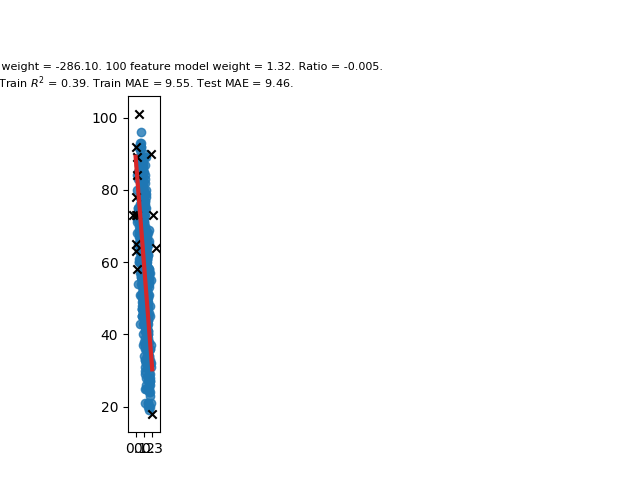 weight = -286.10. 100 feature model weight = 1.32. Ratio = -0.005.
Train R² = 0.39. Train MAE = 9.55. Test MAE = 9.46.
100
80
60
40
20